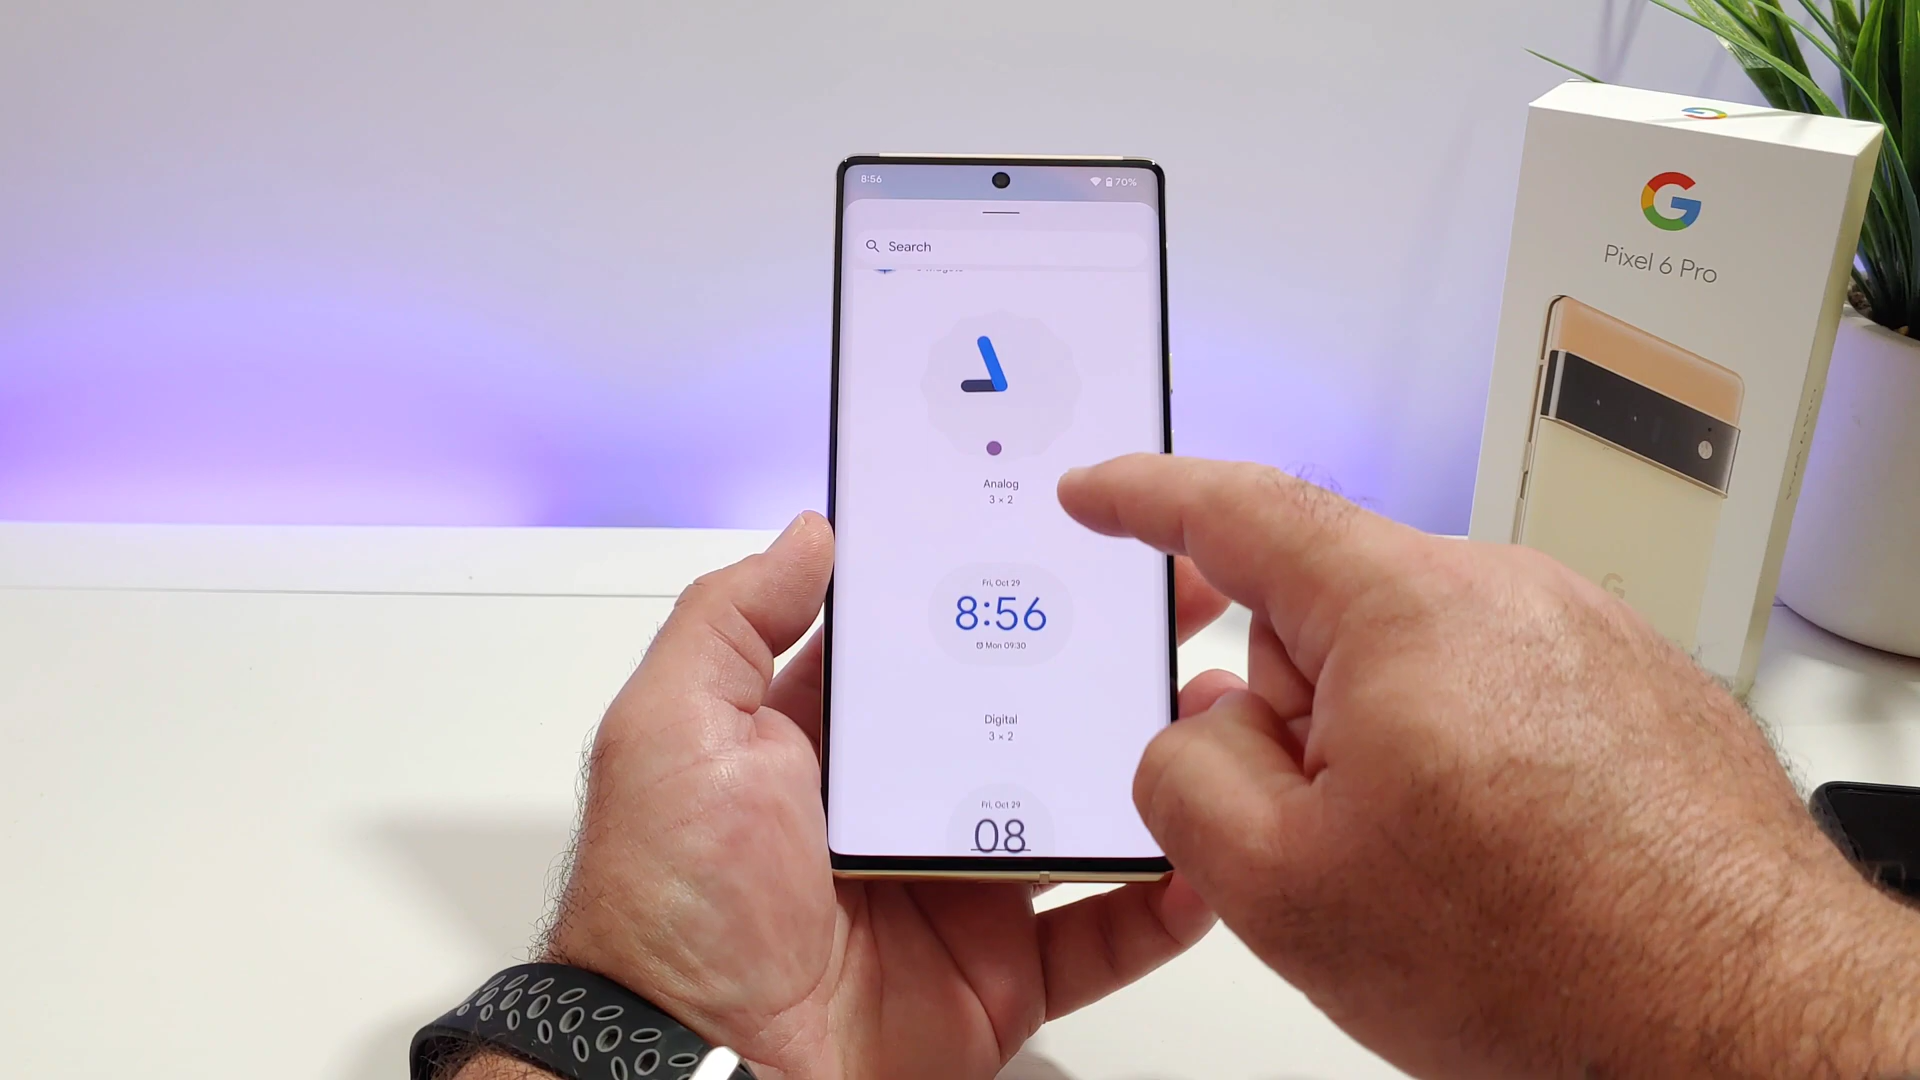 8:56
70%
Search
Analog
3 × 2
Fri, Oct 29
8:56
Mon 09:30
Digital
3 × 2
Fri, Oct 29
08
G
Pixel 6 Pro
G